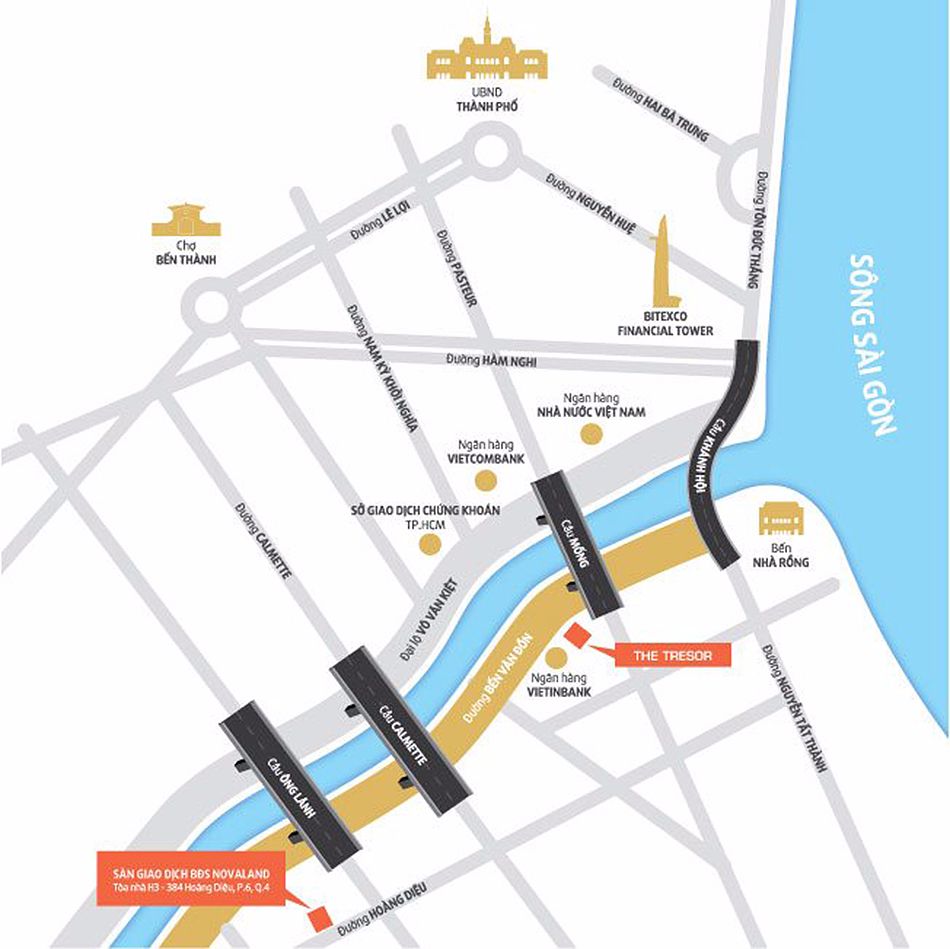 UBND
THÀNH PHỐ
Đường HAI BÀ TRƯNG
Đường TÔN ĐỨC THẮNG
Đường NGUYỄN HUỆ
Đường LÊ LỢI
Chợ
BẾN THÀNH
Đường PASTEUR
SÔNG SÀI GÒN
BITEXCO
FINANCIAL TOWER
Đường NAM KỲ KHỞI NGHĨA
Đường HÀM NGHI
Ngân hàng
NHÀ NƯỚC VIỆT NAM
Cầu KHÁNH HỘI
Ngân hàng
VIETCOMBANK
SỞ GIAO DỊCH CHỨNG KHOÁN
TP.HCM
Đường CALMETTE
Cầu MỐNG
Bến
NHÀ RỒNG
Đại lộ VÕ VĂN KIỆT
THE TRESOR
Đường BẾN VÂN ĐỒN
Ngân hàng
VIETINBANK
Đường NGUYỄN TẤT THÀNH
Cầu CALMETTE
Cầu ÔNG LÃNH
SÀN GIAO DỊCH BĐS NOVALAND
Tòa nhà H3 - 384 Hoàng Diệu, P.6, Q.4
Đường HOÀNG DIỆU